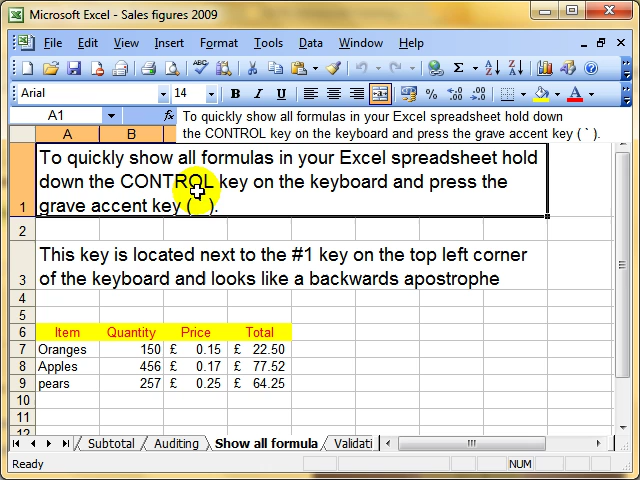 Microsoft Excel - Sales figures 2009
File Edit View Insert Format Tools Data Window Help
ABC Σ A Z Z A
Arial 14 B % A
A1 fx To quickly show all formulas in your Excel spreadsheet hold down
the CONTROL key on the keyboard and press the grave accent key ( ` ).
A B
1 To quickly show all formulas in your Excel spreadsheet hold
down the CONTROL key on the keyboard and press the
grave accent key ( ` ).
2
3 This key is located next to the #1 key on the top left corner
of the keyboard and looks like a backwards apostrophe
4
5
6 Item Quantity Price Total
7 Oranges 150 £ 0.15 £ 22.50
8 Apples 456 £ 0.17 £ 77.52
9 pears 257 £ 0.25 £ 64.25
10
11
12
Subtotal Auditing Show all formula Validati
Ready NUM